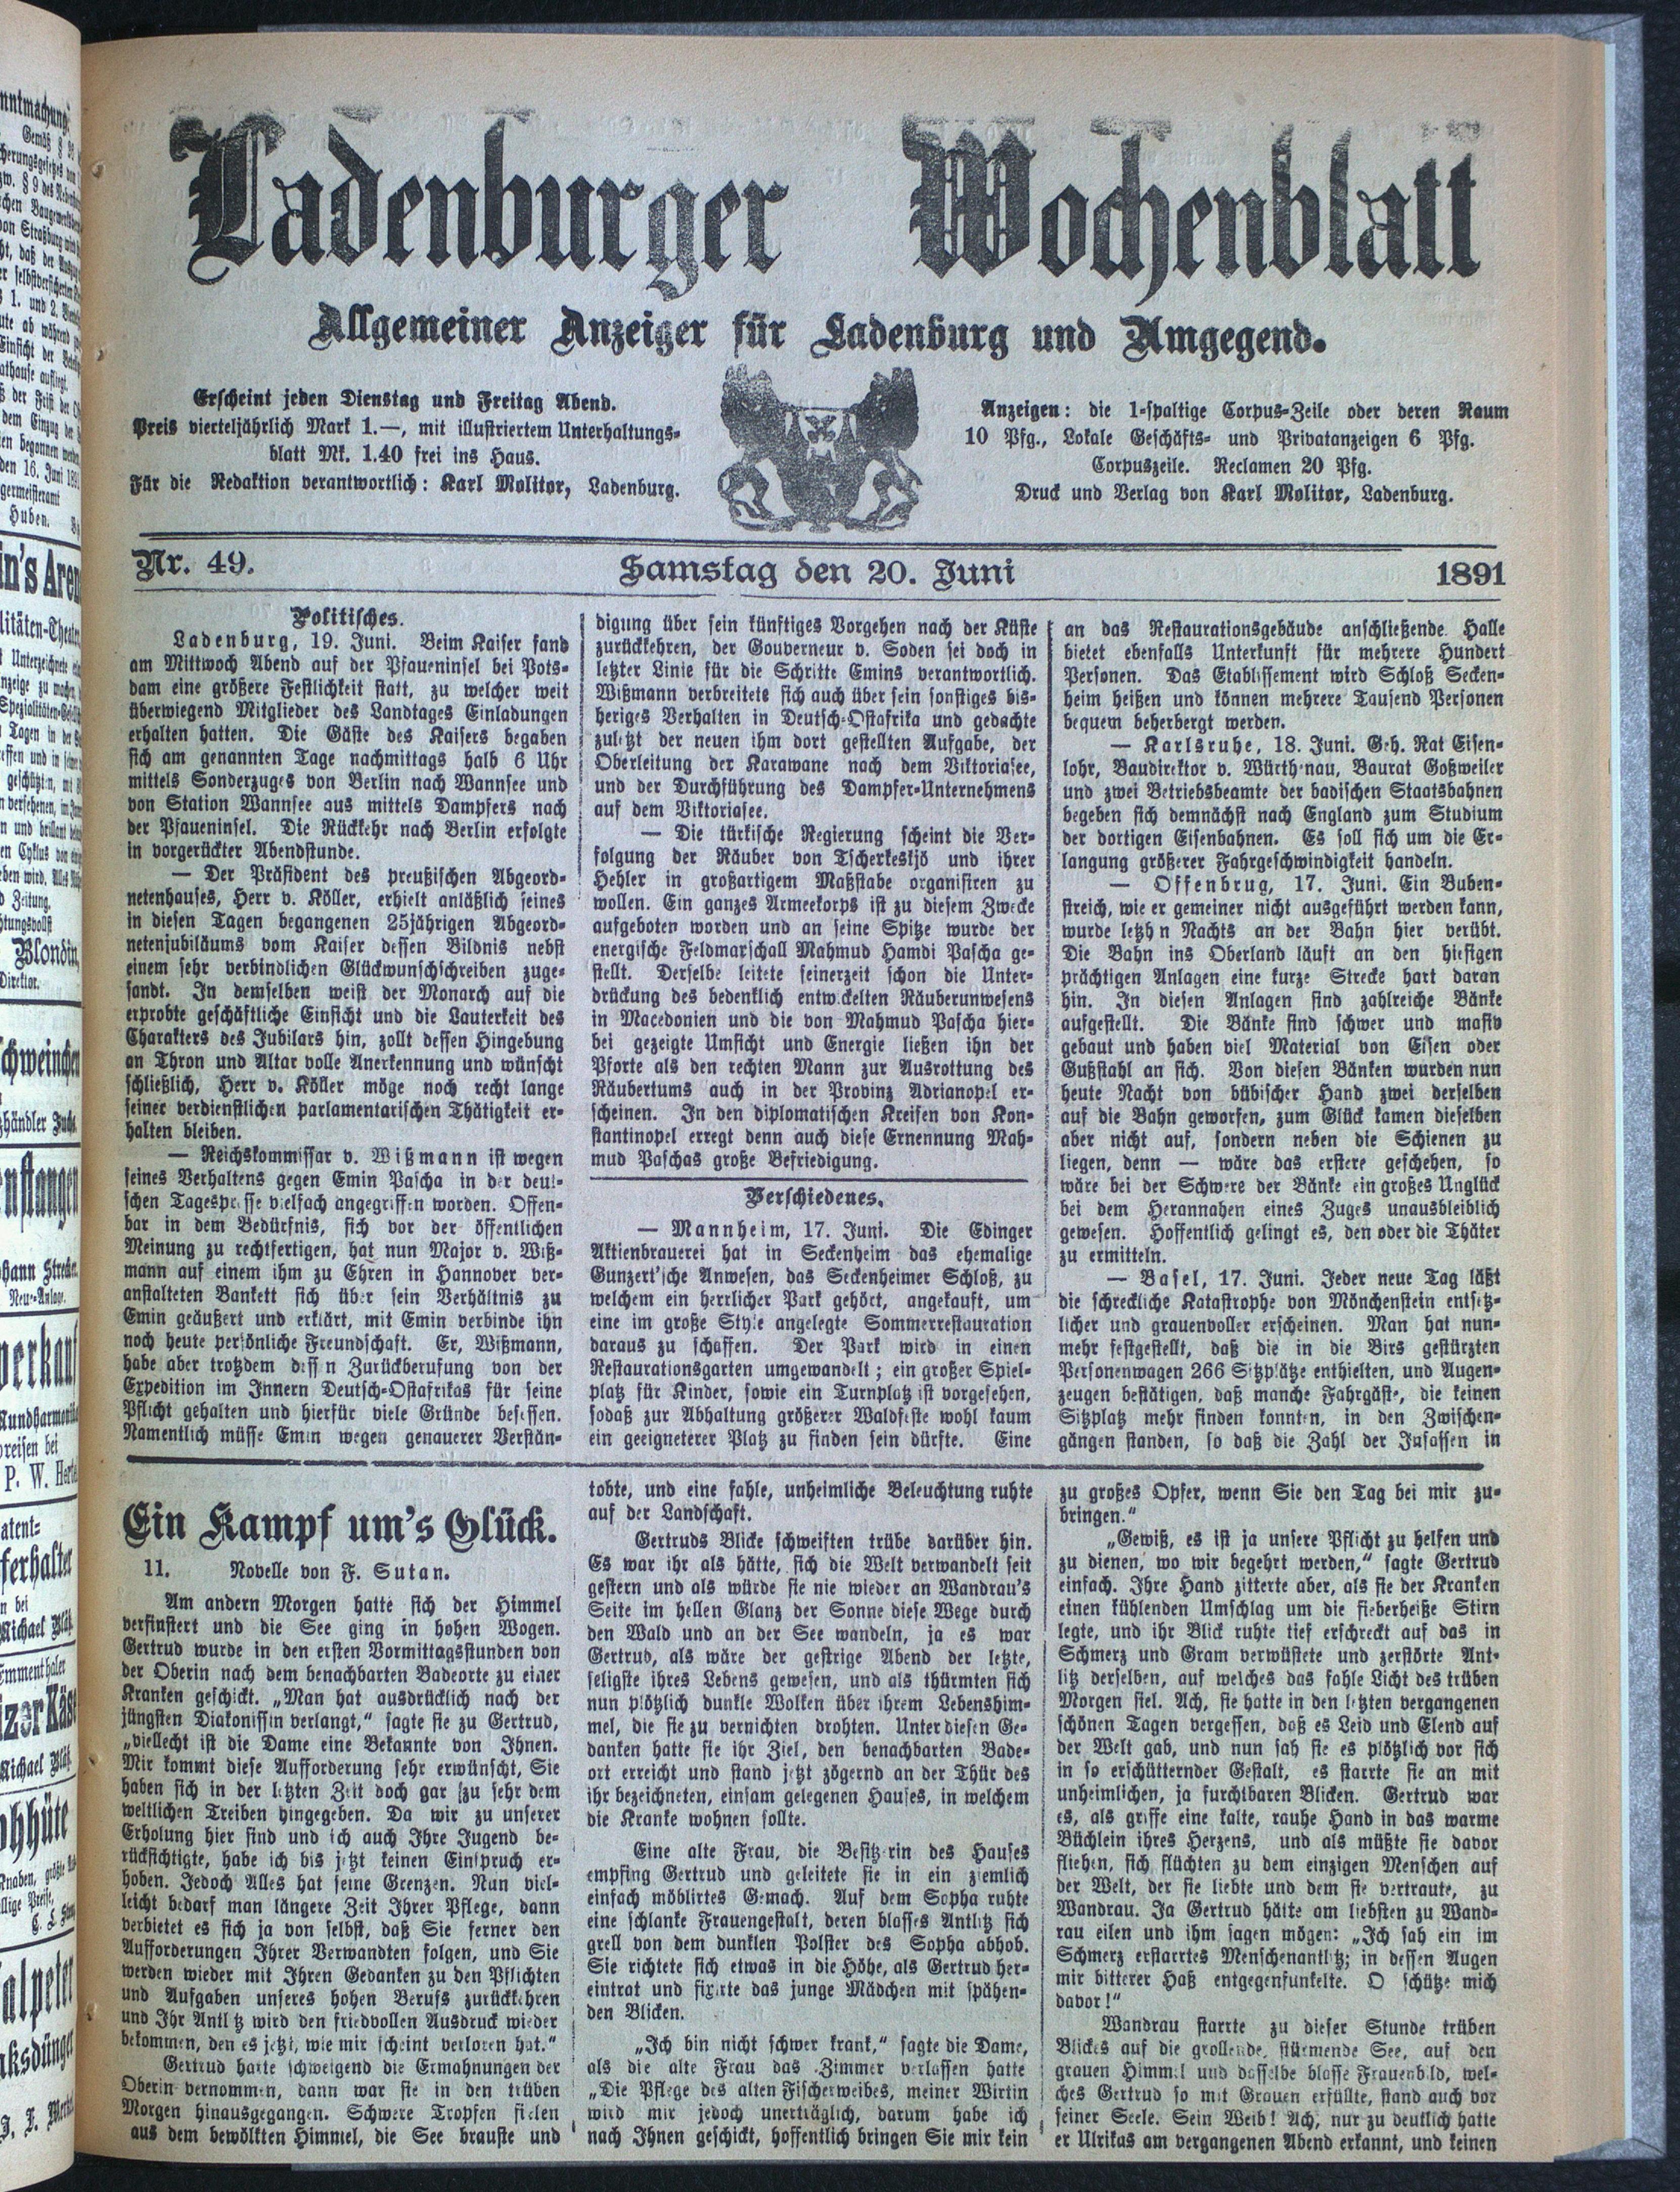 Ladenburger Wochenblatt
Allgemeiner Anzeiger für Ladenburg und Umgegend.
Erscheint jeden Dienstag und Freitag Abend.
Preis vierteljährlich Mark 1.—, mit illustriertem Unterhaltungs-
blatt Mk. 1.40 frei ins Haus.
Für die Redaktion verantwortlich: Karl Molitor, Ladenburg.
Anzeigen: die 1-spaltige Corpus-Zeile oder deren Raum
10 Pfg., Lokale Geschäfts- und Privatanzeigen 6 Pfg.
Corpuszeile. Reclamen 20 Pfg.
Druck und Verlag von Karl Molitor, Ladenburg.
Nr. 49. Samstag den 20. Juni 1891
Politisches.
Ladenburg, 19. Juni. Beim Kaiser fand
am Mittwoch Abend auf der Pfaueninsel bei Pots-
dam eine größere Festlichkeit statt, zu welcher weit
überwiegend Mitglieder des Landtages Einladungen
erhalten hatten. Die Gäste des Kaisers begaben
sich am genannten Tage nachmittags halb 6 Uhr
mittels Sonderzuges von Berlin nach Wannsee und
von Station Wannsee aus mittels Dampfers nach
der Pfaueninsel. Die Rückkehr nach Berlin erfolgte
in vorgerückter Abendstunde.
— Der Präsident des preußischen Abgeord-
netenhauses, Herr v. Köller, erhielt anläßlich seines
in diesen Tagen begangenen 25jährigen Abgeord-
netenjubiläums vom Kaiser dessen Bildnis nebst
einem sehr verbindlichen Glückwunschschreiben zuge-
sandt. In demselben weist der Monarch auf die
erprobte geschäftliche Einsicht und die Lauterkeit des
Charakters des Jubilars hin, zollt dessen Hingebung
an Thron und Altar volle Anerkennung und wünscht
schließlich, Herr v. Köller möge noch recht lange
seiner verdienstlichen parlamentarischen Thätigkeit er-
halten bleiben.
— Reichskommissar v. Wißmann ist wegen
seines Verhaltens gegen Emin Pascha in der deut-
schen Tagespresse vielfach angegriffen worden. Offen-
bar in dem Bedürfnis, sich vor der öffentlichen
Meinung zu rechtfertigen, hat nun Major v. Wiß-
mann auf einem ihm zu Ehren in Hannover ver-
anstalteten Bankett sich über sein Verhältnis zu
Emin geäußert und erklärt, mit Emin verbinde ihn
noch heute persönliche Freundschaft. Er, Wißmann,
habe aber trotzdem dessen Zurückberufung von der
Expedition im Innern Deutsch-Ostafrikas für seine
Pflicht gehalten und hierfür viele Gründe besessen.
Namentlich müsse Emin wegen genauerer Verstän-
digung über sein künftiges Vorgehen nach der Küste
zurückkehren, der Gouverneur v. Soden sei doch in
letzter Linie für die Schritte Emins verantwortlich.
Wißmann verbreitete sich auch über sein sonstiges bis-
heriges Verhalten in Deutsch-Ostafrika und gedachte
zuletzt der neuen ihm dort gestellten Aufgabe, der
Oberleitung der Karawane nach dem Viktoriasee,
und der Durchführung des Dampfer-Unternehmens
auf dem Viktoriasee.
— Die türkische Regierung scheint die Ver-
folgung der Räuber von Tscherkeskjö und ihrer
Hehler in großartigem Maßstabe organisiren zu
wollen. Ein ganzes Armeekorps ist zu diesem Zwecke
aufgeboten worden und an seine Spitze wurde der
energische Feldmarschall Mahmud Hamdi Pascha ge-
stellt. Derselbe leitete seinerzeit schon die Unter-
drückung des bedenklich entwickelten Räuberunwesens
in Macedonien und die von Mahmud Pascha hier-
bei gezeigte Umsicht und Energie ließen ihn der
Pforte als den rechten Mann zur Ausrottung des
Räubertums auch in der Provinz Adrianopel er-
scheinen. In den diplomatischen Kreisen von Kon-
stantinopel erregt denn auch diese Ernennung Mah-
mud Paschas große Befriedigung.
Verschiedenes.
— Mannheim, 17. Juni. Die Edinger
Aktienbrauerei hat in Seckenheim das ehemalige
Gunzert'sche Anwesen, das Seckenheimer Schloß, zu
welchem ein herrlicher Park gehört, angekauft, um
eine im große Style angelegte Sommerrestauration
daraus zu schaffen. Der Park wird in einen
Restaurationsgarten umgewandelt; ein großer Spiel-
platz für Kinder, sowie ein Turnplatz ist vorgesehen,
sodaß zur Abhaltung größerer Waldfeste wohl kaum
ein geeigneterer Platz zu finden sein dürfte. Eine
an das Restaurationsgebäude anschließende Halle
bietet ebenfalls Unterkunft für mehrere Hundert
Personen. Das Etablissement wird Schloß Secken-
heim heißen und können mehrere Tausend Personen
bequem beherbergt werden.
— Karlsruhe, 18. Juni. Geh. Rat Eisen-
lohr, Baudirektor v. Würthenau, Baurat Goßweiler
und zwei Betriebsbeamte der badischen Staatsbahnen
begeben sich demnächst nach England zum Studium
der dortigen Eisenbahnen. Es soll sich um die Er-
langung größerer Fahrgeschwindigkeit handeln.
— Offenbrug, 17. Juni. Ein Buben-
streich, wie er gemeiner nicht ausgeführt werden kann,
wurde letzhn Nachts an der Bahn hier verübt.
Die Bahn ins Oberland läuft an den hiesigen
prächtigen Anlagen eine kurze Strecke hart daran
hin. In diesen Anlagen sind zahlreiche Bänke
aufgestellt. Die Bänke sind schwer und masiv
gebaut und haben viel Material von Eisen oder
Gußstahl an sich. Von diesen Bänken wurden nun
heute Nacht von bübischer Hand zwei derselben
auf die Bahn geworfen, zum Glück kamen dieselben
aber nicht auf, sondern neben die Schienen zu
liegen, denn — wäre das erstere geschehen, so
wäre bei der Schwere der Bänke ein großes Unglück
bei dem Herannahen eines Zuges unausbleiblich
gewesen. Hoffentlich gelingt es, den oder die Thäter
zu ermitteln.
— Basel, 17. Juni. Jeder neue Tag läßt
die schreckliche Katastrophe von Mönchenstein entsetz-
licher und grauenvoller erscheinen. Man hat nun-
mehr festgestellt, daß die in die Birs gestürzten
Personenwagen 266 Sitzplätze enthielten, und Augen-
zeugen bestätigen, daß manche Fahrgäste, die keinen
Sitzplatz mehr finden konnten, in den Zwischen-
gängen standen, so daß die Zahl der Insassen in
Ein Kampf um's Glück.
11. Novelle von F. Sutan.
Am andern Morgen hatte sich der Himmel
verfinstert und die See ging in hohen Wogen.
Gertrud wurde in den ersten Vormittagsstunden von
der Oberin nach dem benachbarten Badeorte zu einer
Kranken geschickt. „Man hat ausdrücklich nach der
jüngsten Diakonissin verlangt,“ sagte sie zu Gertrud,
„viellecht ist die Dame eine Bekannte von Ihnen.
Mir kommt diese Aufforderung sehr erwünscht, Sie
haben sich in der letzten Zeit doch gar zu sehr dem
weltlichen Treiben hingegeben. Da wir zu unserer
Erholung hier sind und ich auch Ihre Jugend be-
rücksichtigte, habe ich bis jetzt keinen Einspruch er-
hoben. Jedoch Alles hat seine Grenzen. Nun viel-
leicht bedarf man längere Zeit Ihrer Pflege, dann
verbietet es sich ja von selbst, daß Sie ferner den
Aufforderungen Ihrer Verwandten folgen, und Sie
werden wieder mit Ihren Gedanken zu den Pflichten
und Aufgaben unseres hohen Berufs zurückkehren
und Ihr Antlitz wird den friedvollen Ausdruck wieder
bekommen, den es jetzt, wie mir scheint verloren hat.“
Gertrud hatte schweigend die Ermahnungen der
Oberin vernommen, dann war sie in den trüben
Morgen hinausgegangen. Schwere Tropfen fielen
aus dem bewölkten Himmel, die See brauste und
tobte, und eine fahle, unheimliche Beleuchtung ruhte
auf der Landschaft.
Gertruds Blicke schweiften trübe darüber hin.
Es war ihr als hätte, sich die Welt verwandelt seit
gestern und als würde sie nie wieder an Wandrau's
Seite im hellen Glanz der Sonne diese Wege durch
den Wald und an der See wandeln, ja es war
Gertrud, als wäre der gestrige Abend der letzte,
seligste ihres Lebens gewesen, und als thürmten sich
nun plötzlich dunkle Wolken über ihrem Lebenshim-
mel, die sie zu vernichten drohten. Unter diesen Ge-
danken hatte sie ihr Ziel, den benachbarten Bade-
ort erreicht und stand jetzt zögernd an der Thür des
ihr bezeichneten, einsam gelegenen Hauses, in welchem
die Kranke wohnen sollte.
Eine alte Frau, die Besitzerin des Hauses
empfing Gertrud und geleitete sie in ein ziemlich
einfach möblirtes Gemach. Auf dem Sopha ruhte
eine schlanke Frauengestalt, deren blasses Antlitz sich
grell von dem dunklen Polster des Sopha abhob.
Sie richtete sich etwas in die Höhe, als Gertrud her-
eintrat und fixirte das junge Mädchen mit spähen-
den Blicken.
„Ich bin nicht schwer krank,“ sagte die Dame,
als die alte Frau das Zimmer verlassen hatte
„Die Pflege des alten Fischerweibes, meiner Wirtin
wird mir jedoch unerträglich, darum habe ich
nach Ihnen geschickt, hoffentlich bringen Sie mir kein
zu großes Opfer, wenn Sie den Tag bei mir zu-
bringen.“
„Gewiß, es ist ja unsere Pflicht zu helfen und
zu dienen, wo wir begehrt werden,“ sagte Gertrud
einfach. Ihre Hand zitterte aber, als sie der Kranken
einen kühlenden Umschlag um die fieberheiße Stirn
legte, und ihr Blick ruhte tief erschreckt auf das in
Schmerz und Gram verwüstete und zerstörte Ant-
litz derselben, auf welches das fahle Licht des trüben
Morgen fiel. Ach, sie hatte in den letzten vergangenen
schönen Tagen vergessen, daß es Leid und Elend auf
der Welt gab, und nun sah sie es plötzlich vor sich
in so erschütternder Gestalt, es starrte sie an mit
unheimlichen, ja furchtbaren Blicken. Gertrud war
es, als griffe eine kalte, rauhe Hand in das warme
Büchlein ihres Herzens, und als müßte sie davor
fliehen, sich flüchten zu dem einzigen Menschen auf
der Welt, der sie liebte und dem sie vertraute, zu
Wandrau. Ja Gertrud hätte am liebsten zu Wand-
rau eilen und ihm sagen mögen: „Ich sah ein im
Schmerz erstarrtes Menschenantlitz; in dessen Augen
mir bitterer Haß entgegenfunkelte. O schütze mich
davor!“
Wandrau starrte zu dieser Stunde trüben
Blickes auf die grollende, stürmende See, auf den
grauen Himmel und dasselbe blasse Frauenbild, wel-
ches Gertrud so mit Grauen erfüllte, stand auch vor
seiner Seele. Sein Weib! Ach, nur zu deutlich hatte
er Ulrikas am vergangenen Abend erkannt, und keinen